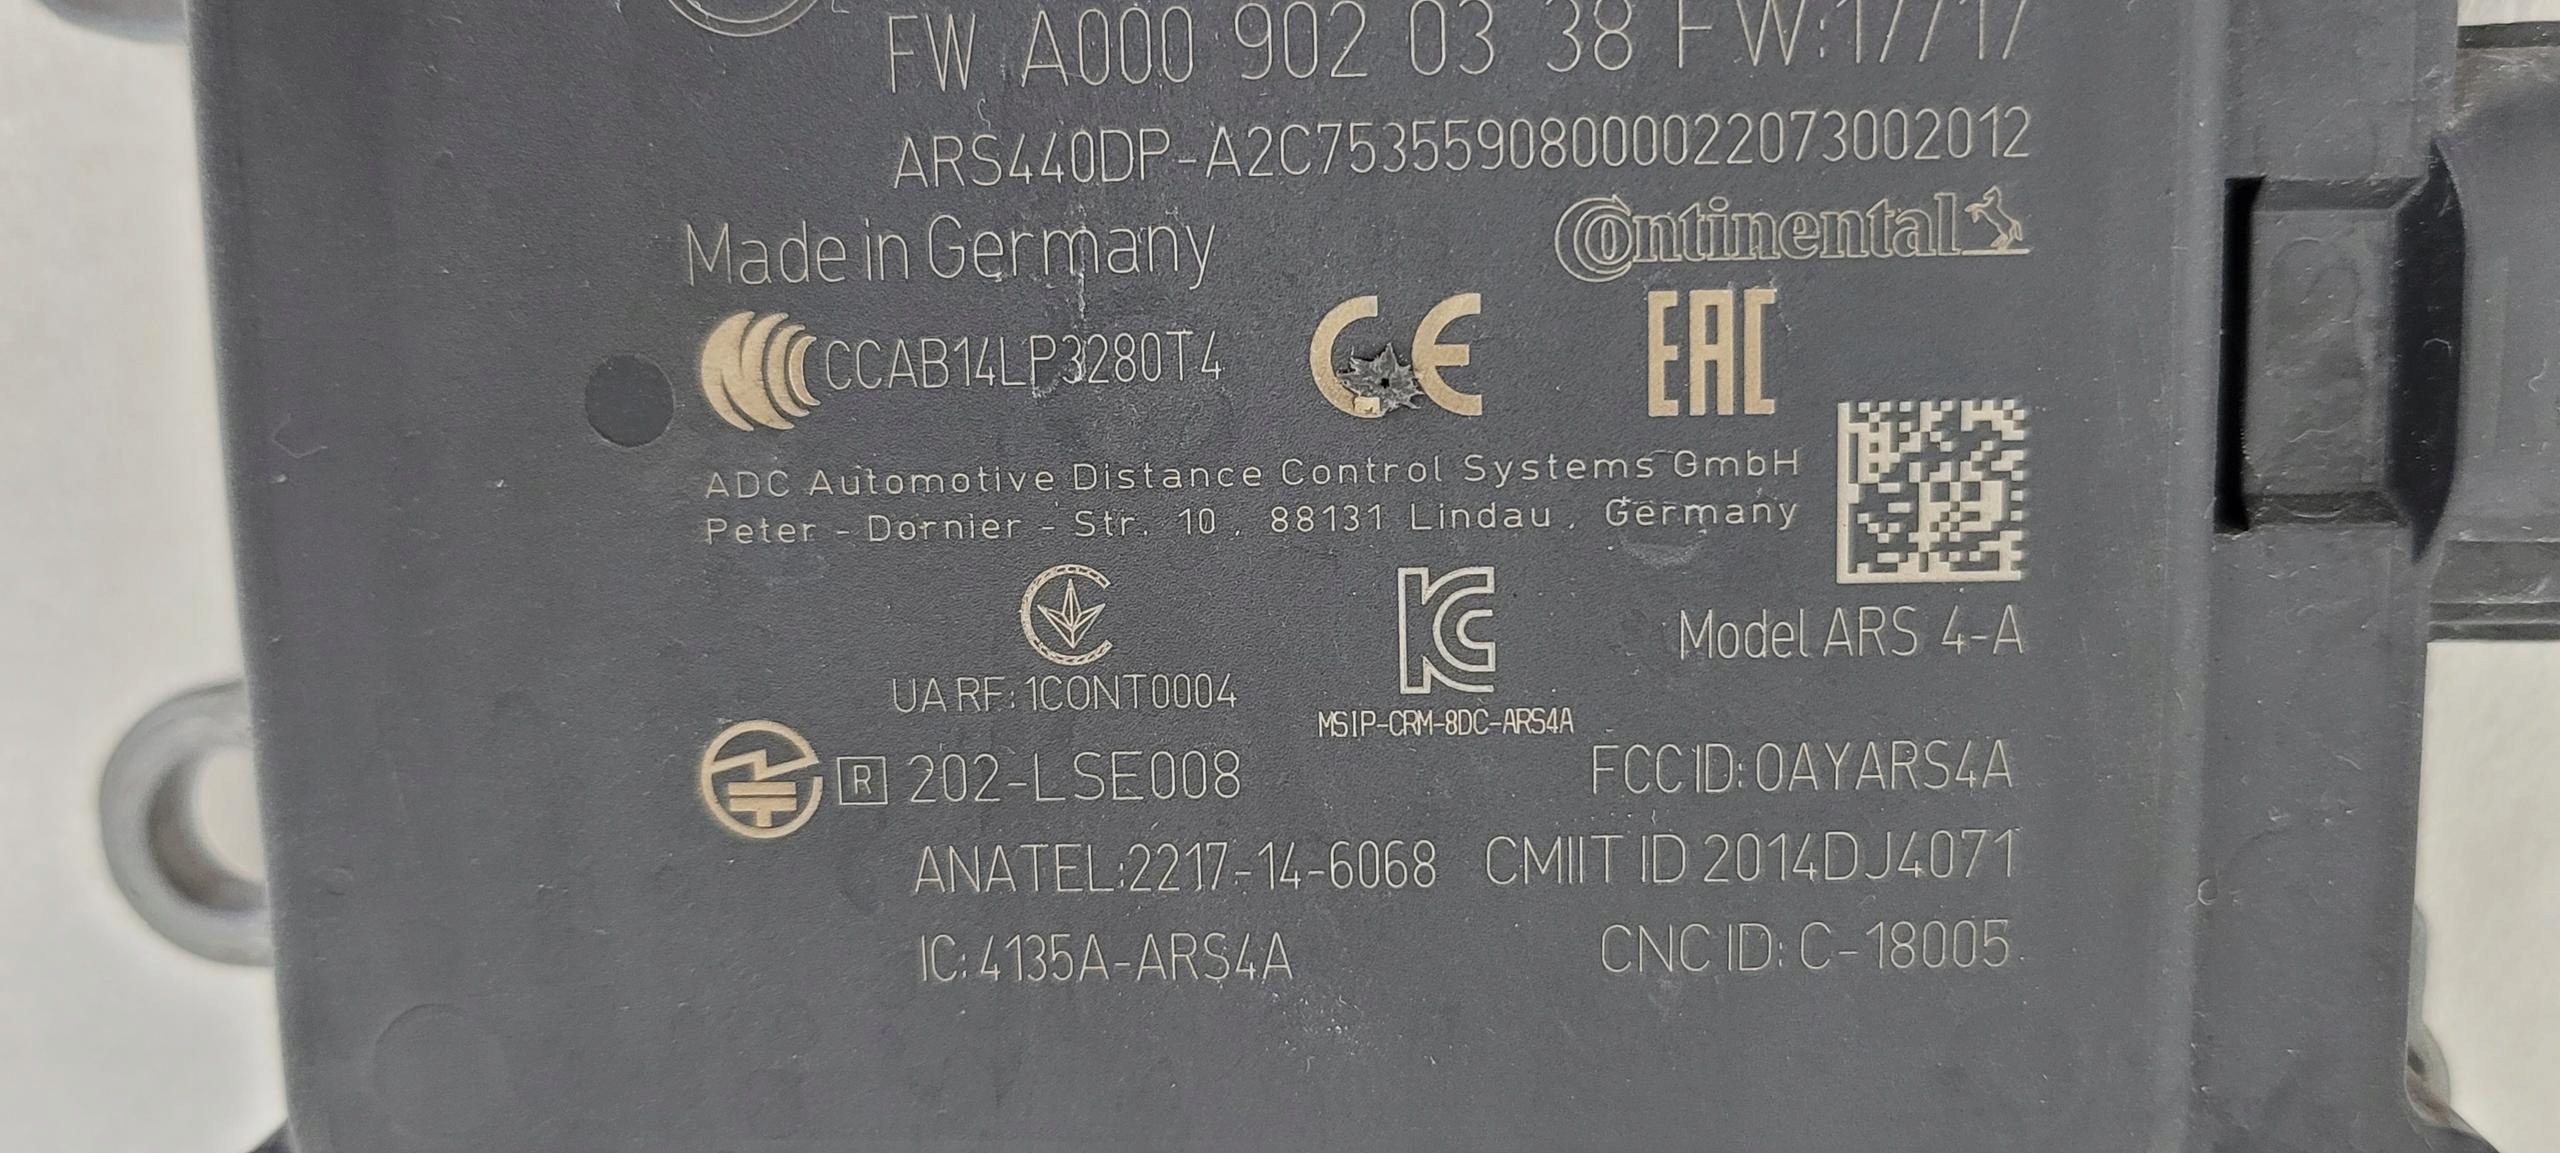 FW A000 902 03 38 FW:17/17
ARS440DP-A2C7535590800002207​3002012
Made in Germany
Continental
CCAB14LP3280T4
CE
EAC
ADC Automotive Distance Control Systems GmbH
Peter - Dornier - Str. 10 , 88131 Lindau , Germany
KC
Model ARS 4-A
UA RF: 1CONT0004
MSIP-CRM-8DC-ARS4A
R 202-LSE008
FCC ID: OAYARS4A
ANATEL:2217-14-6068 CMIIT ID 2014DJ4071
IC: 4135A-ARS4A
CNC ID: C-18005